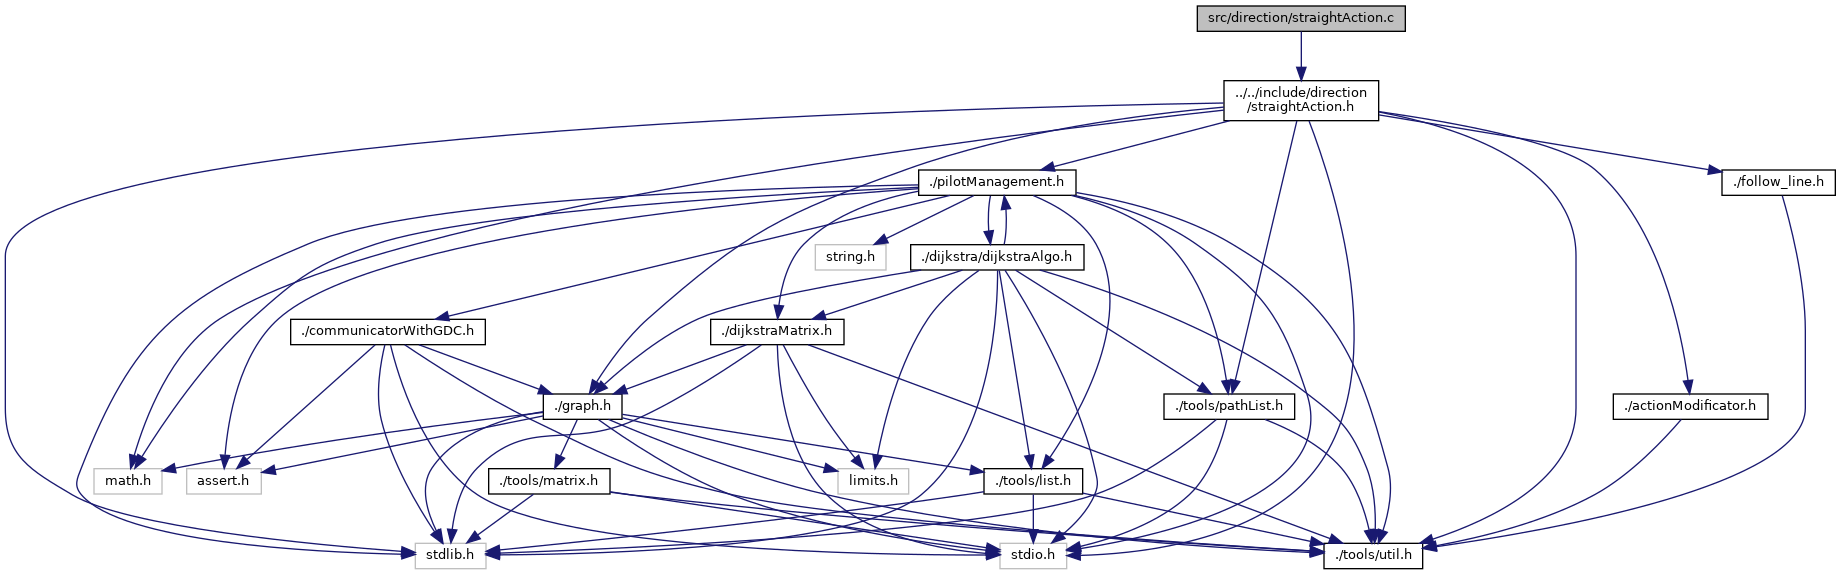 src/direction/straightAction.c
../../include/direction
/straightAction.h
./pilotManagement.h
./follow_line.h
string.h
./dijkstra/dijkstraAlgo.h
./communicatorWithGDC.h
./dijkstraMatrix.h
./graph.h
./tools/pathList.h
./actionModificator.h
math.h
assert.h
./tools/matrix.h
limits.h
./tools/list.h
stdlib.h
stdio.h
./tools/util.h